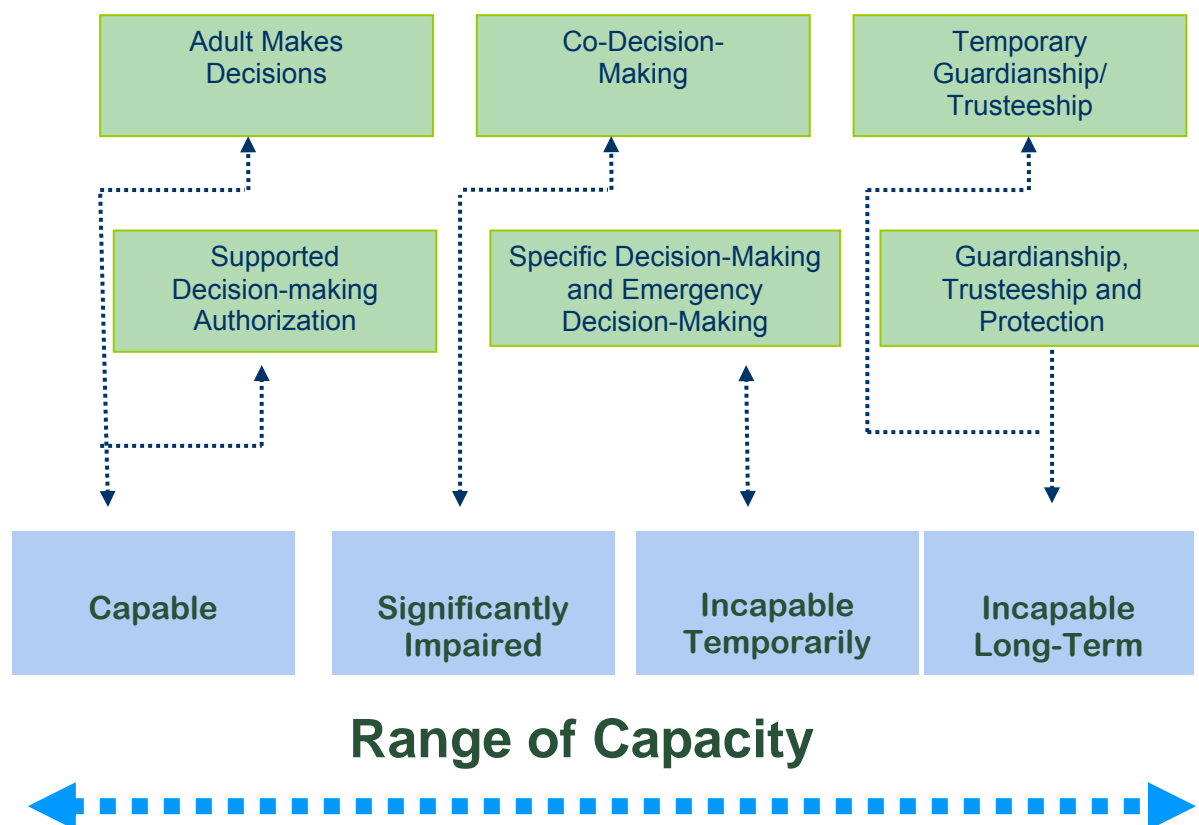 Adult Makes
Decisions
Co-Decision-
Making
Temporary
Guardianship/
Trusteeship
Supported
Decision-making
Authorization
Specific Decision-Making
and Emergency
Decision-Making
Guardianship,
Trusteeship and
Protection
Capable
Significantly
Impaired
Incapable
Temporarily
Incapable
Long-Term
Range of Capacity